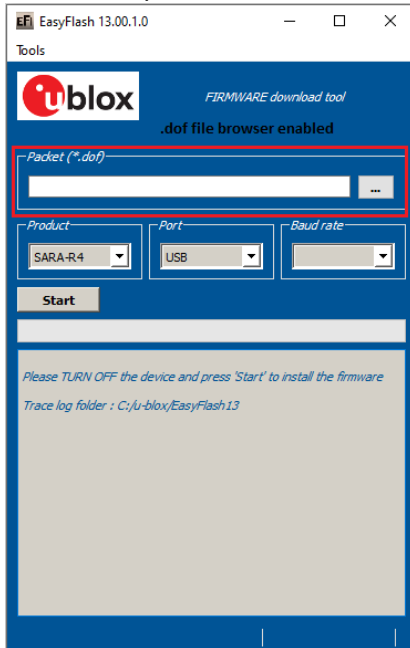 EFi EasyFlash 13.00.1.0
Tools
ublox
FIRMWARE download tool
.dof file browser enabled
Packet (*.dof)
...
Product Port Baud rate
SARA-R4 USB
Start
Please TURN OFF the device and press 'Start' to install the firmware
Trace log folder : C:/u-blox/EasyFlash13